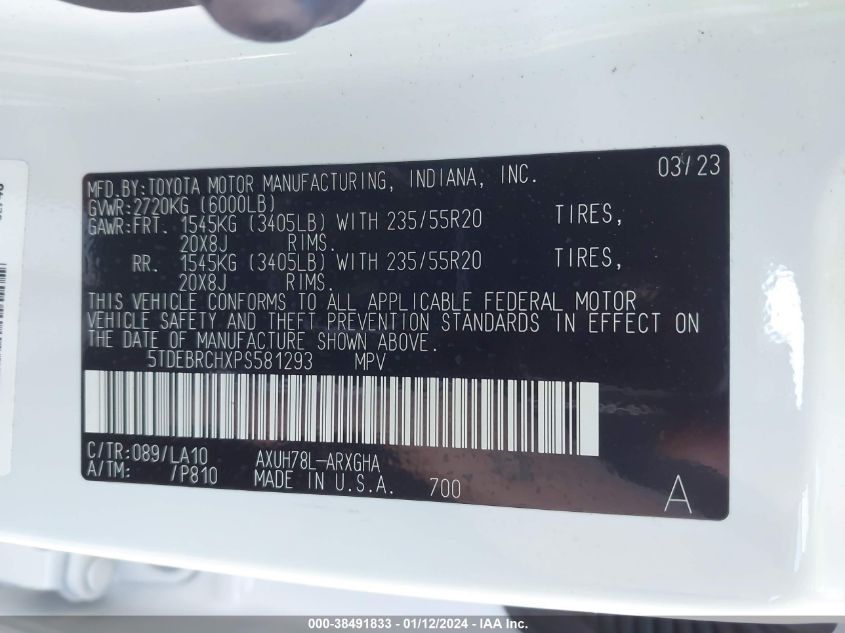 MFD.BY:TOYOTA MOTOR MANUFACTURING, INDIANA, INC. 03/23
GVWR:2720KG (6000LB)
GAWR:FRT. 1545KG (3405LB) WITH 235/55R20 TIRES,
20X8J RIMS.
RR. 1545KG (3405LB) WITH 235/55R20 TIRES,
20X8J RIMS.
THIS VEHICLE CONFORMS TO ALL APPLICABLE FEDERAL MOTOR
VEHICLE SAFETY AND THEFT PREVENTION STANDARDS IN EFFECT ON
THE DATE OF MANUFACTURE SHOWN ABOVE.
5TDEBRCHXPS581293 MPV
C/TR:089/LA10 AXUH78L-ARXGHA
A/TM: /P810 MADE IN U.S.A. 700
A
000-38491833 - 01/12/2024 - IAA, Inc.